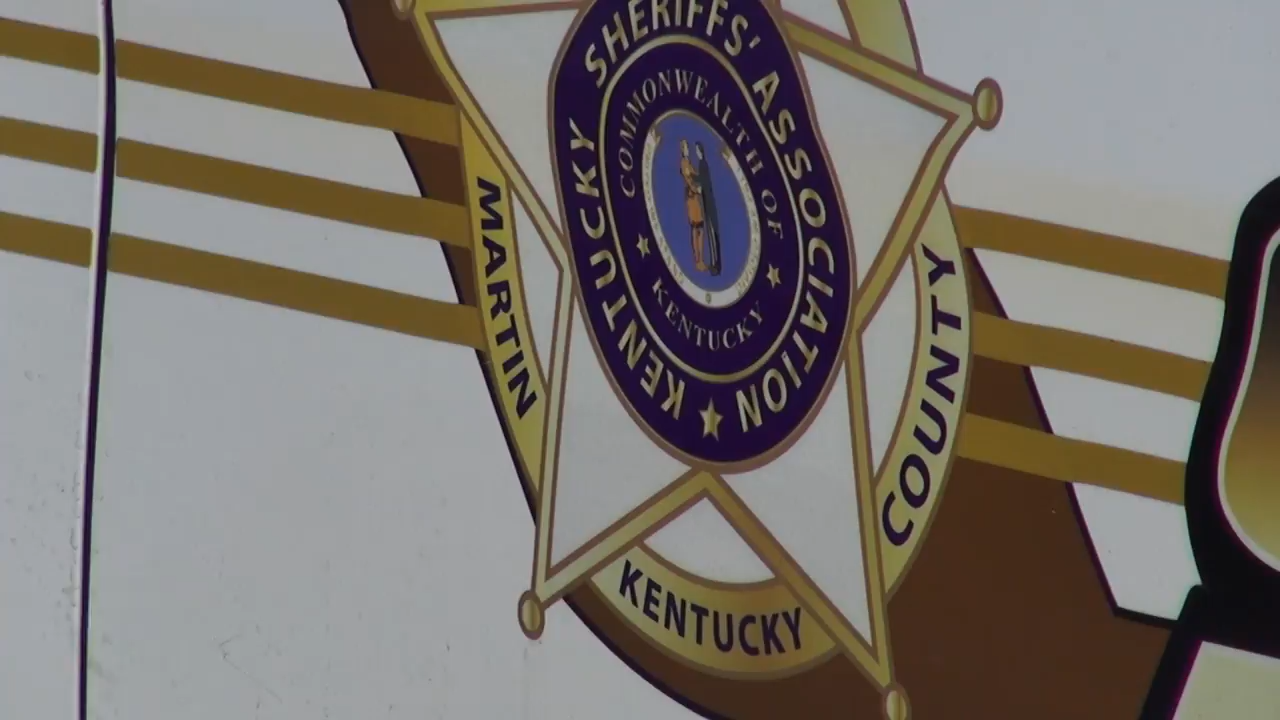 KENTUCKY SHERIFFS' ASSOCIATION
COMMONWEALTH OF
KENTUCKY
MARTIN
COUNTY
KENTUCKY